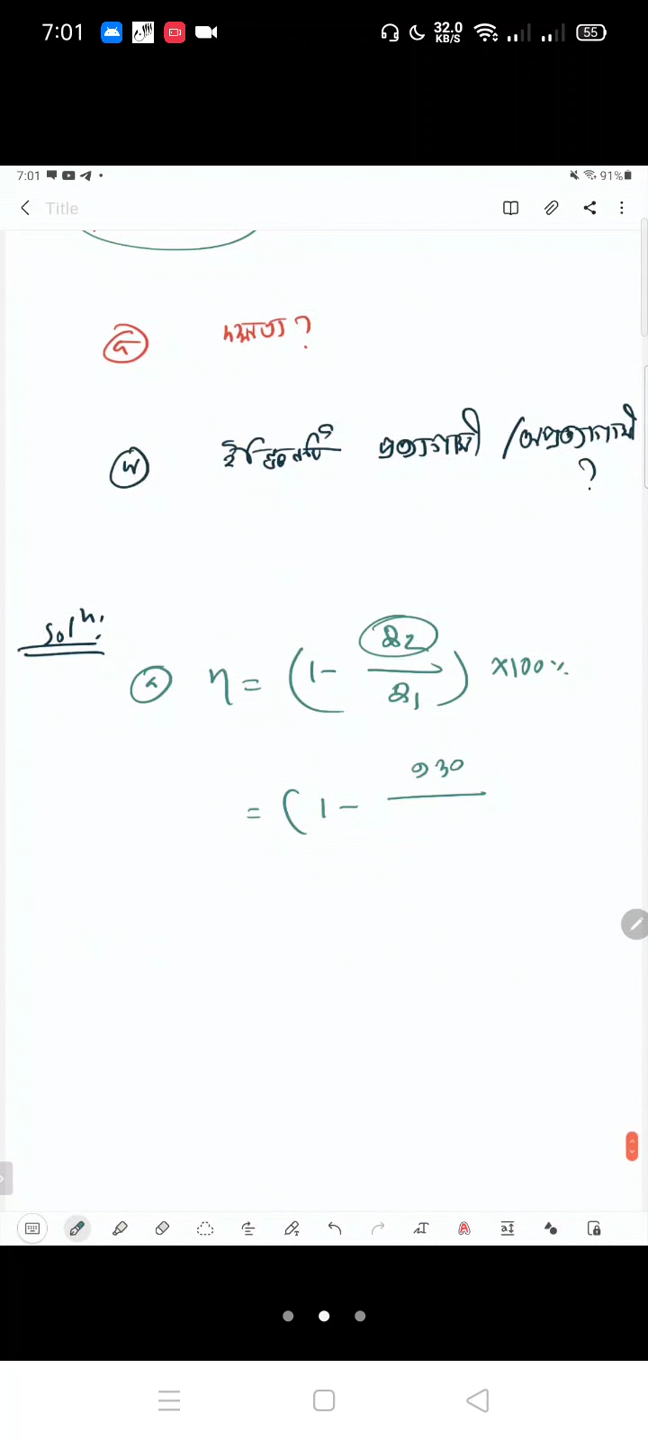 7:01 32.0 KB/S 55
7:01 91%
Title
ক দক্ষতা?
খ ইঞ্জিনটি প্রত্যাগামী /অপ্রত্যাগামী
?
Solⁿ:
η = (1 - Q2/Q1) ×100%
= (1 - 930